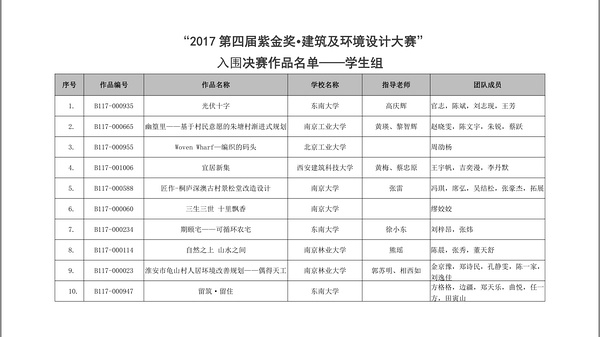 “2017 第四届紫金奖•建筑及环境设计大赛”
入围决赛作品名单——学生组
序号 作品编号 作品名称 学校名称 指导老师 团队成员
1. B117-000935 光伏十字 东南大学 高庆辉 官志，陈斌，刘志现，王芳
2. B117-000665 幽篁里——基于村民意愿的朱塘村渐进式规划 南京工业大学 黄瑛、黎智辉 赵晓雯，陈文宇，朱锐，蔡跃
3. B117-000955 Woven Wharf—编织的码头 北京工业大学 周劭杨
4. B117-001006 宜居新集 西安建筑科技大学 黄梅、蔡忠原 王宇帆，吉奕漫，李丹默
5. B117-000588 匠作-桐庐深澳古村景松堂改造设计 南京大学 张雷 冯琪，席弘，吴结松，张豪杰，拓展
6. B117-000060 三生三世 十里飘香 南京大学 缪姣姣
7. B117-000234 期颐宅——可循环农宅 东南大学 徐小东 刘梓昂，张炜
8. B117-000114 自然之上 山水之间 南京林业大学 熊瑶 陈晨，张秀，董天舒
9. B117-000023 淮安市龟山村人居环境改善规划——偶得天工 南京林业大学 郭苏明、相西如 金京豫，郑诗民，孔静雯，陈一家，
刘逸佳
10. B117-000947 留筑·留住 东南大学 方格格，边疆，郑天乐，曲悦，任一
方，田寅山